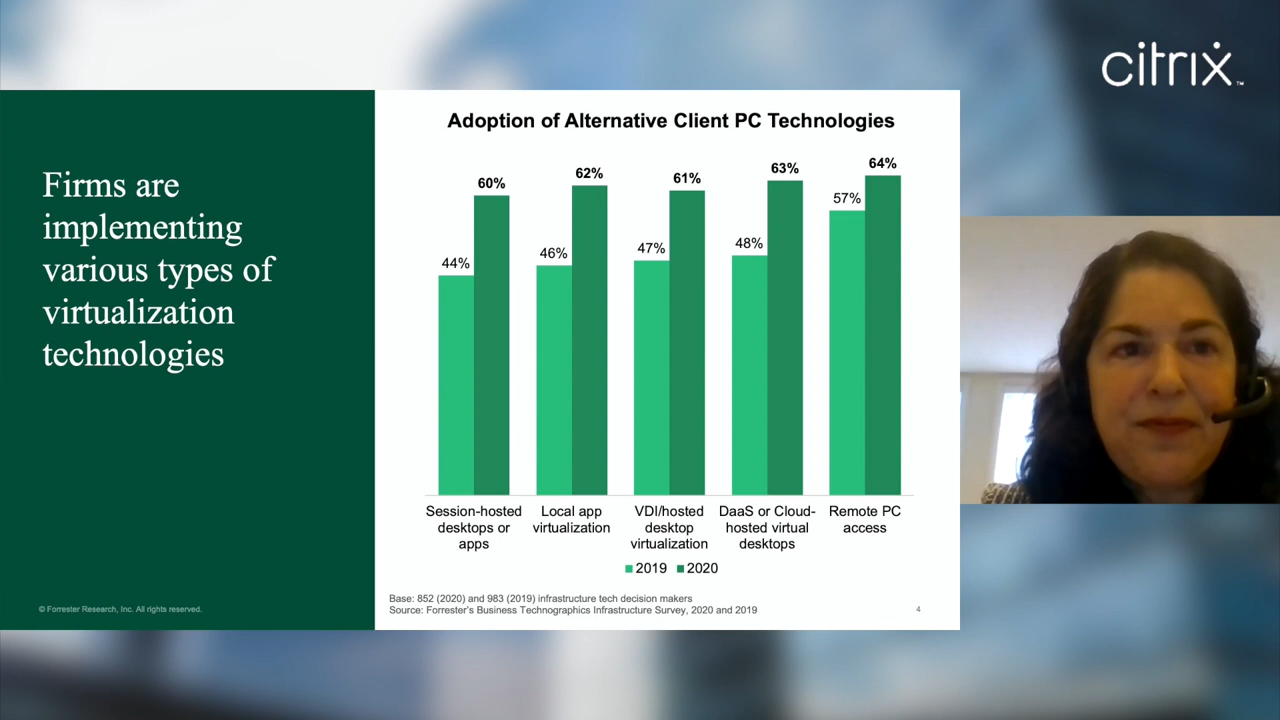 citrix™
Firms are
implementing
various types of
virtualization
technologies
Adoption of Alternative Client PC Technologies
44%
60%
46%
62%
47%
61%
48%
63%
57%
64%
Session-hosted
desktops or
apps
Local app
virtualization
VDI/hosted
desktop
virtualization
DaaS or Cloud-
hosted virtual
desktops
Remote PC
access
2019 2020
Base: 852 (2020) and 983 (2019) infrastructure tech decision makers
Source: Forrester's Business Technographics Infrastructure Survey, 2020 and 2019
© Forrester Research, Inc. All rights reserved.
4